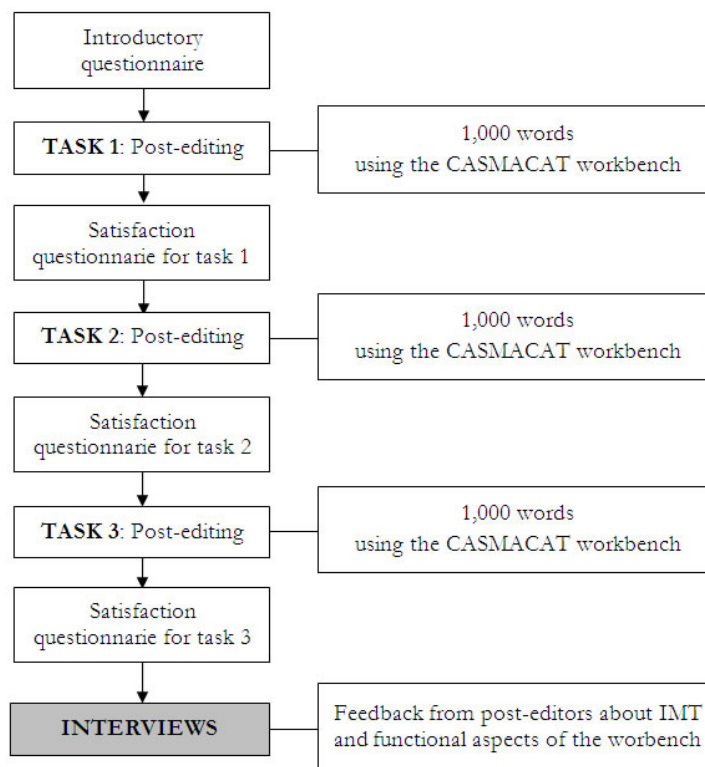 Introductory
questionnaire
TASK 1: Post-editing
1,000 words
using the CASMACAT workbench
Satisfaction
questionnarie for task 1
TASK 2: Post-editing
1,000 words
using the CASMACAT workbench
Satisfaction
questionnarie for task 2
TASK 3: Post-editing
1,000 words
using the CASMACAT workbench
Satisfaction
questionnarie for task 3
INTERVIEWS
Feedback from post-editors about IMT
and functional aspects of the worbench